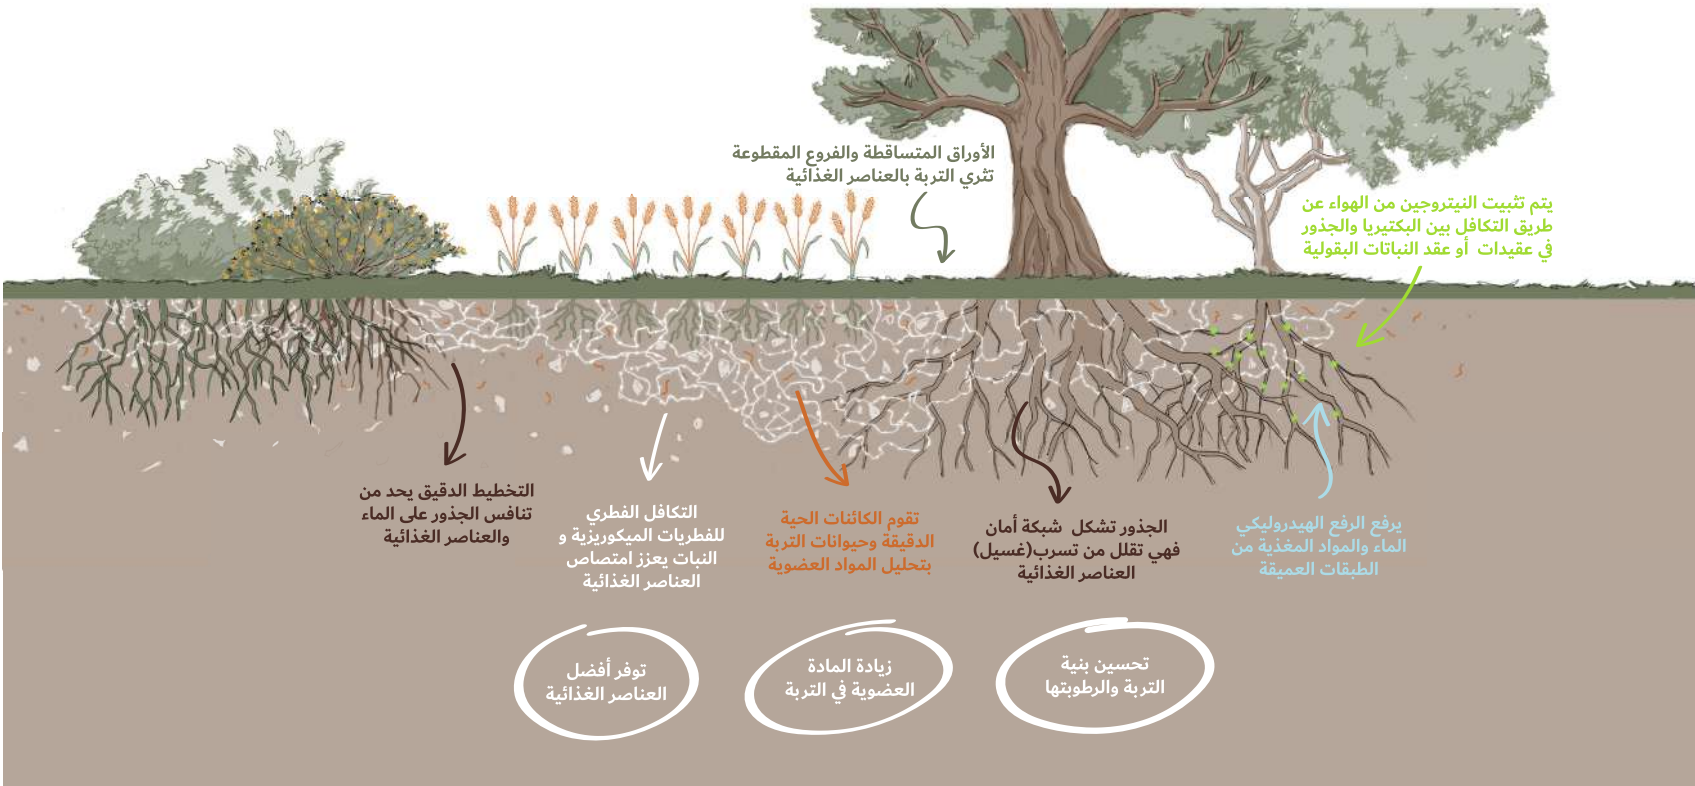 الأوراق المتساقطة والفروع المقطوعة
تثري التربة بالعناصر الغذائية
يتم تثبيت النيتروجين من الهواء عن
طريق التكافل بين البكتيريا والجذور
في عقيدات أو عقد النباتات البقولية
يرفع الرفع الهيدروليكي
الماء والمواد المغذية من
الطبقات العميقة
الجذور تشكل شبكة أمان
فهي تقلل من تسرب(غسيل)
العناصر الغذائية
تقوم الكائنات الحية
الدقيقة وحيوانات التربة
بتحليل المواد العضوية
التكافل الفطري
للفطريات الميكوريزية و
النبات يعزز امتصاص
العناصر الغذائية
التخطيط الدقيق يحد من
تنافس الجذور على الماء
والعناصر الغذائية
تحسين بنية
التربة والرطوبتها
زيادة المادة
العضوية في التربة
توفر أفضل
العناصر الغذائية